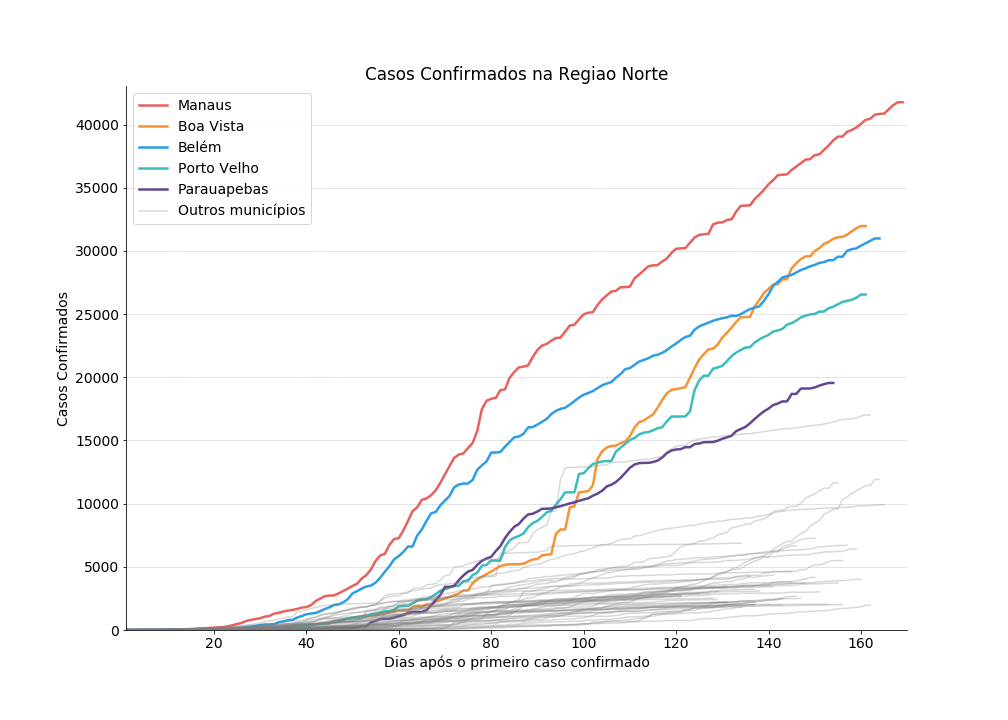 Casos Confirmados na Regiao Norte
Manaus
Boa Vista
Belém
Porto Velho
Parauapebas
Outros municípios
Casos Confirmados
40000
35000
30000
25000
20000
15000
10000
5000
0
20 40 60 80 100 120 140 160
Dias após o primeiro caso confirmado